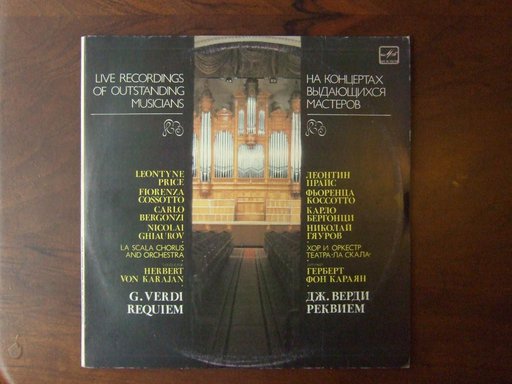 LIVE RECORDINGS
OF OUTSTANDING
MUSICIANS
LEONTYNE
PRICE
FIORENZA
COSSOTTO
CARLO
BERGONZI
NICOLAI
GHIAUROV
LA SCALA CHORUS
AND ORCHESTRA
HERBERT
VON KARAJAN
G. VERDI
REQUIEM
НА КОНЦЕРТАХ
ВЫДАЮЩИХСЯ
МАСТЕРОВ
ЛЕОНТИН
ПРАЙС
ФЬОРЕНЦА
КОССОТТО
КАРЛО
БЕРГОНЦИ
НИКОЛАЙ
ГЯУРОВ
ХОР И ОРКЕСТР
ТЕАТРА «ЛА СКАЛА»
ГЕРБЕРТ
ФОН КАРАЯН
ДЖ. ВЕРДИ
РЕКВИЕМ